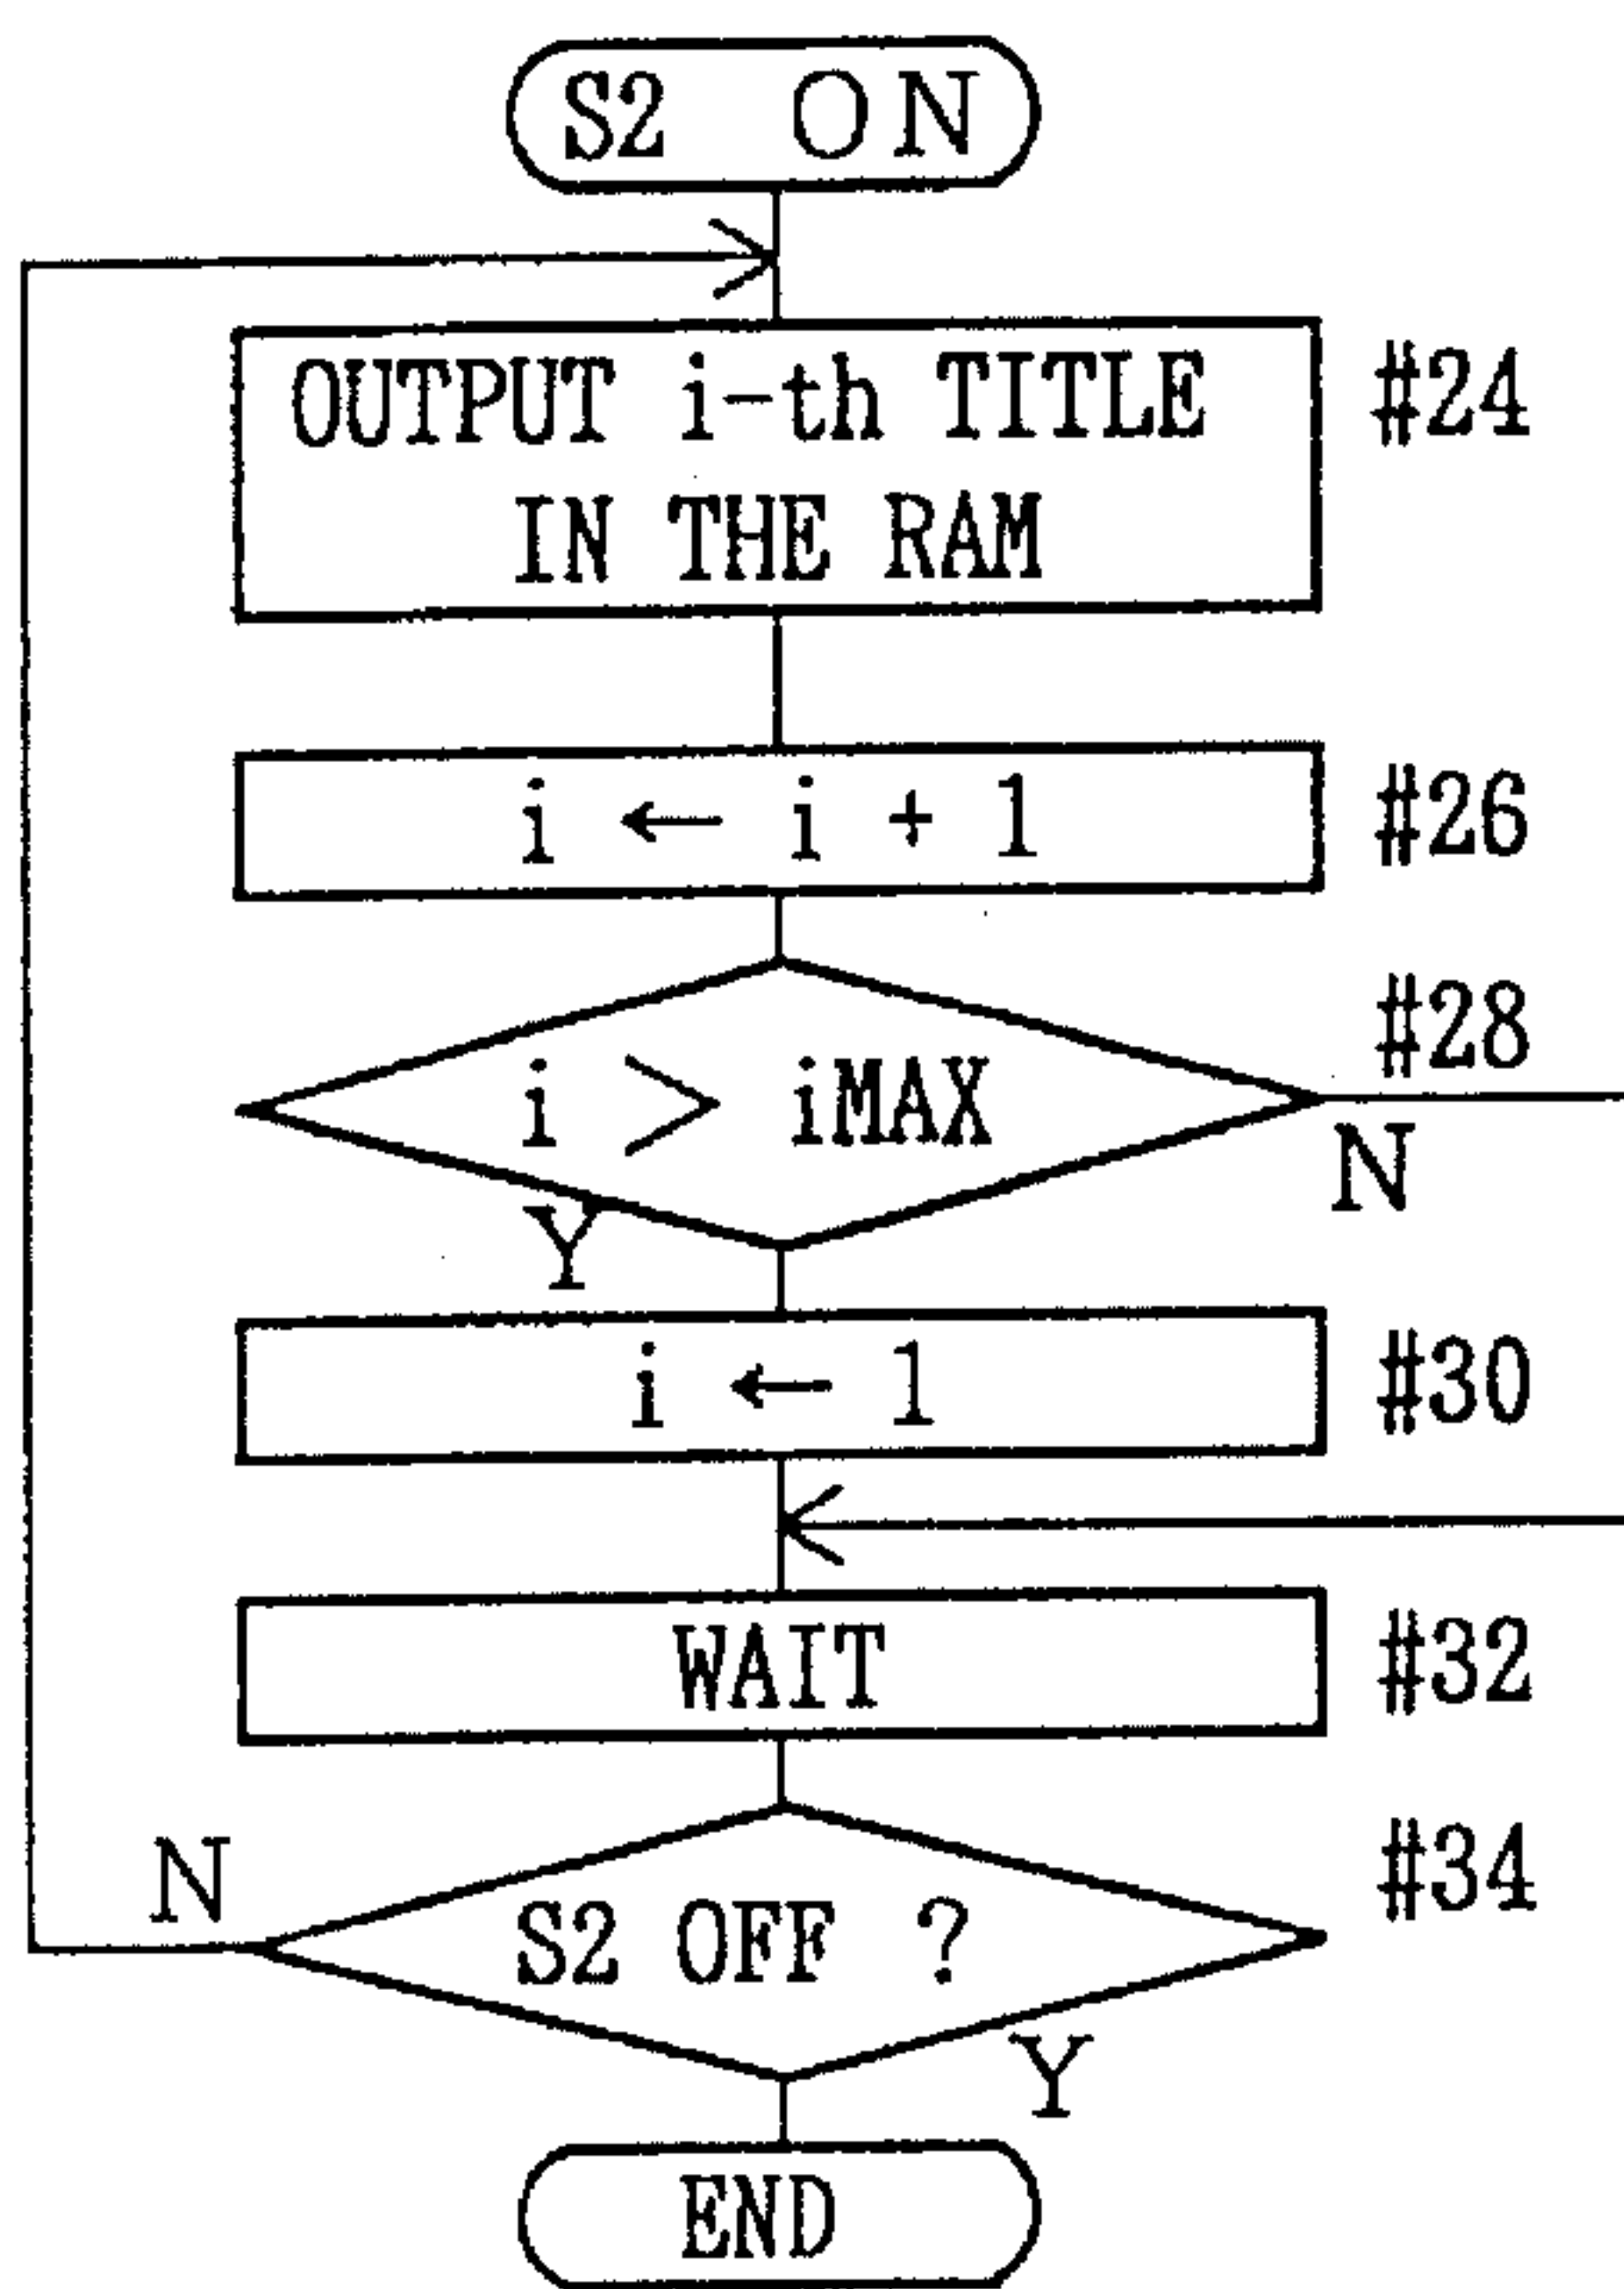 S2 ON
OUTPUT i-th TITLE
IN THE RAM
#24
i ← i + 1
#26
#28
i > iMAX
N
Y
i ← 1
#30
WAIT
#32
#34
N
S2 OFF ?
Y
END